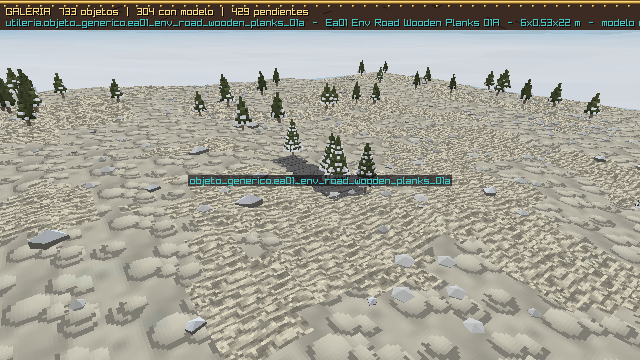 GALERIA 733 objetos | 304 con modelo | 429 pendientes
utileria.objeto_generico.ea01_env_road_wooden_planks_01a - Ea01 Env Road Wooden Planks 01A - 6x0.53x22 m - modelo
objeto_generico.ea01_env_road_wooden_planks_01a